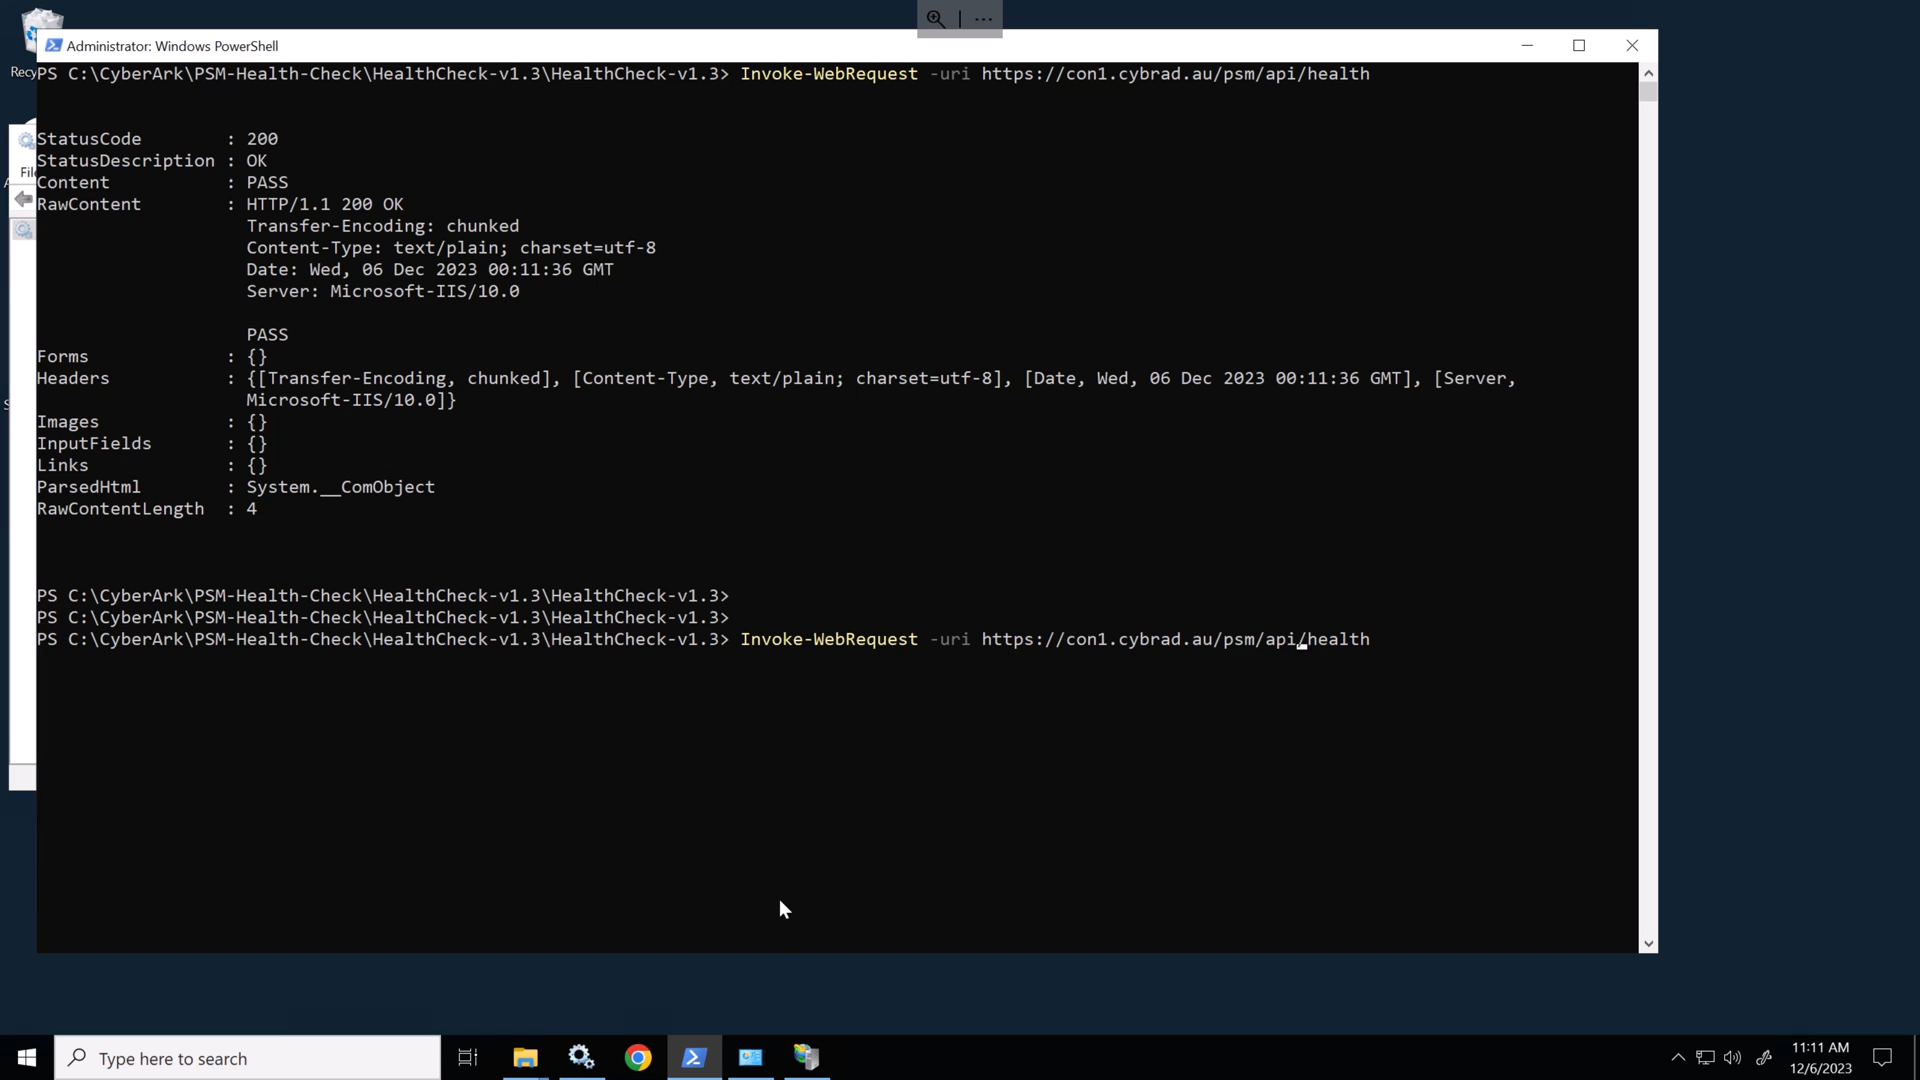 Recy
Administrator: Windows PowerShell
PS C:\CyberArk\PSM-Health-Check\HealthCheck-v1.3\HealthCheck-v1.3> Invoke-WebRequest -uri https://con1.cybrad.au/psm/api/health
StatusCode : 200
StatusDescription : OK
Content : PASS
RawContent : HTTP/1.1 200 OK
Transfer-Encoding: chunked
Content-Type: text/plain; charset=utf-8
Date: Wed, 06 Dec 2023 00:11:36 GMT
Server: Microsoft-IIS/10.0
PASS
Forms : {}
Headers : {[Transfer-Encoding, chunked], [Content-Type, text/plain; charset=utf-8], [Date, Wed, 06 Dec 2023 00:11:36 GMT], [Server,
Microsoft-IIS/10.0]}
Images : {}
InputFields : {}
Links : {}
ParsedHtml : System.__ComObject
RawContentLength : 4
PS C:\CyberArk\PSM-Health-Check\HealthCheck-v1.3\HealthCheck-v1.3>
PS C:\CyberArk\PSM-Health-Check\HealthCheck-v1.3\HealthCheck-v1.3>
PS C:\CyberArk\PSM-Health-Check\HealthCheck-v1.3\HealthCheck-v1.3> Invoke-WebRequest -uri https://con1.cybrad.au/psm/api/health
Type here to search
11:11 AM
12/6/2023